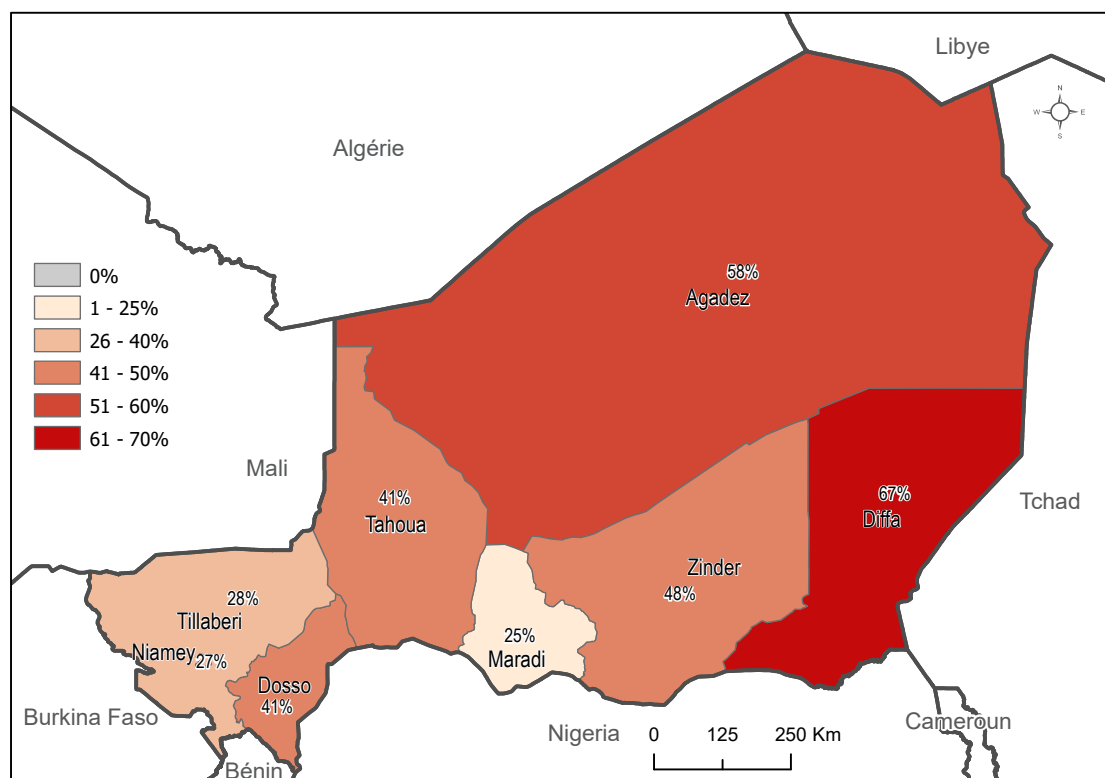 Libye
N
W E
S
Algérie
0%
1 - 25%
26 - 40%
41 - 50%
51 - 60%
61 - 70%
58%
Agadez
Mali
41%
Tahoua
67%
Diffa
Tchad
Zinder
48%
28%
Tillaberi
Niamey 27%
25%
Maradi
Dosso
41%
Burkina Faso
Nigeria
0 125 250 Km
Cameroun
Bénin